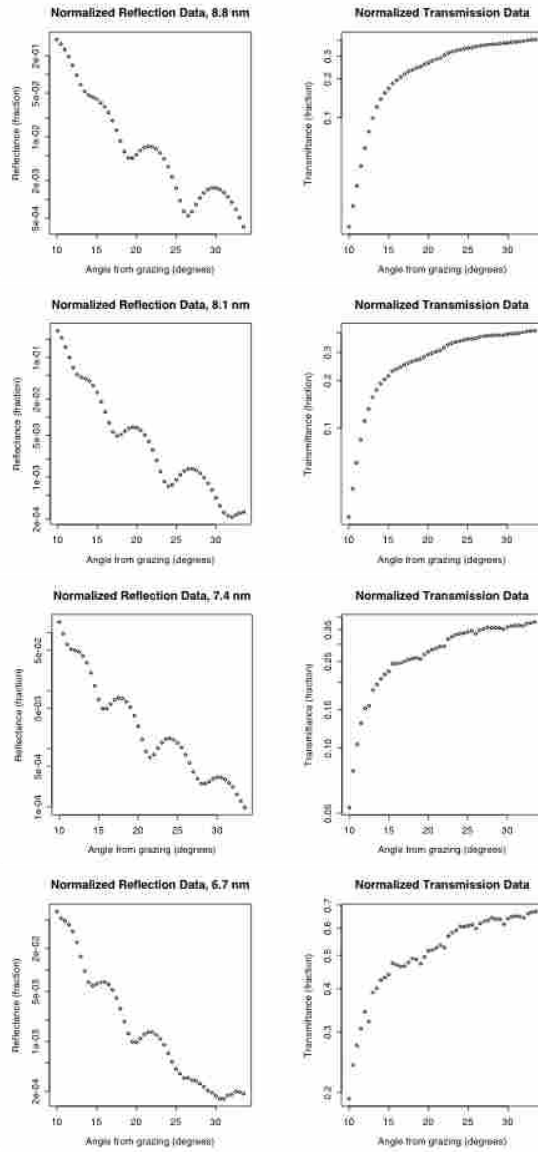 Normalized Reflection Data, 8.8 nm
Reflectance (fraction)
2e-01
5e-02
1e-02
2e-03
5e-04
10 15 20 25 30
Angle from grazing (degrees)
Normalized Transmission Data
Transmittance (fraction)
0.3
0.2
0.1
10 15 20 25 30
Angle from grazing (degrees)
Normalized Reflection Data, 8.1 nm
Reflectance (fraction)
1e-01
2e-02
5e-03
1e-03
2e-04
10 15 20 25 30
Angle from grazing (degrees)
Normalized Transmission Data
Transmittance (fraction)
0.3
0.2
0.1
10 15 20 25 30
Angle from grazing (degrees)
Normalized Reflection Data, 7.4 nm
Reflectance (fraction)
5e-02
5e-03
5e-04
1e-04
10 15 20 25 30
Angle from grazing (degrees)
Normalized Transmission Data
Transmittance (fraction)
0.35
0.25
0.15
0.10
0.05
10 15 20 25 30
Angle from grazing (degrees)
Normalized Reflection Data, 6.7 nm
Reflectance (fraction)
2e-02
5e-03
1e-03
2e-04
10 15 20 25 30
Angle from grazing (degrees)
Normalized Transmission Data
Transmittance (fraction)
0.7
0.6
0.5
0.4
0.3
0.2
10 15 20 25 30
Angle from grazing (degrees)